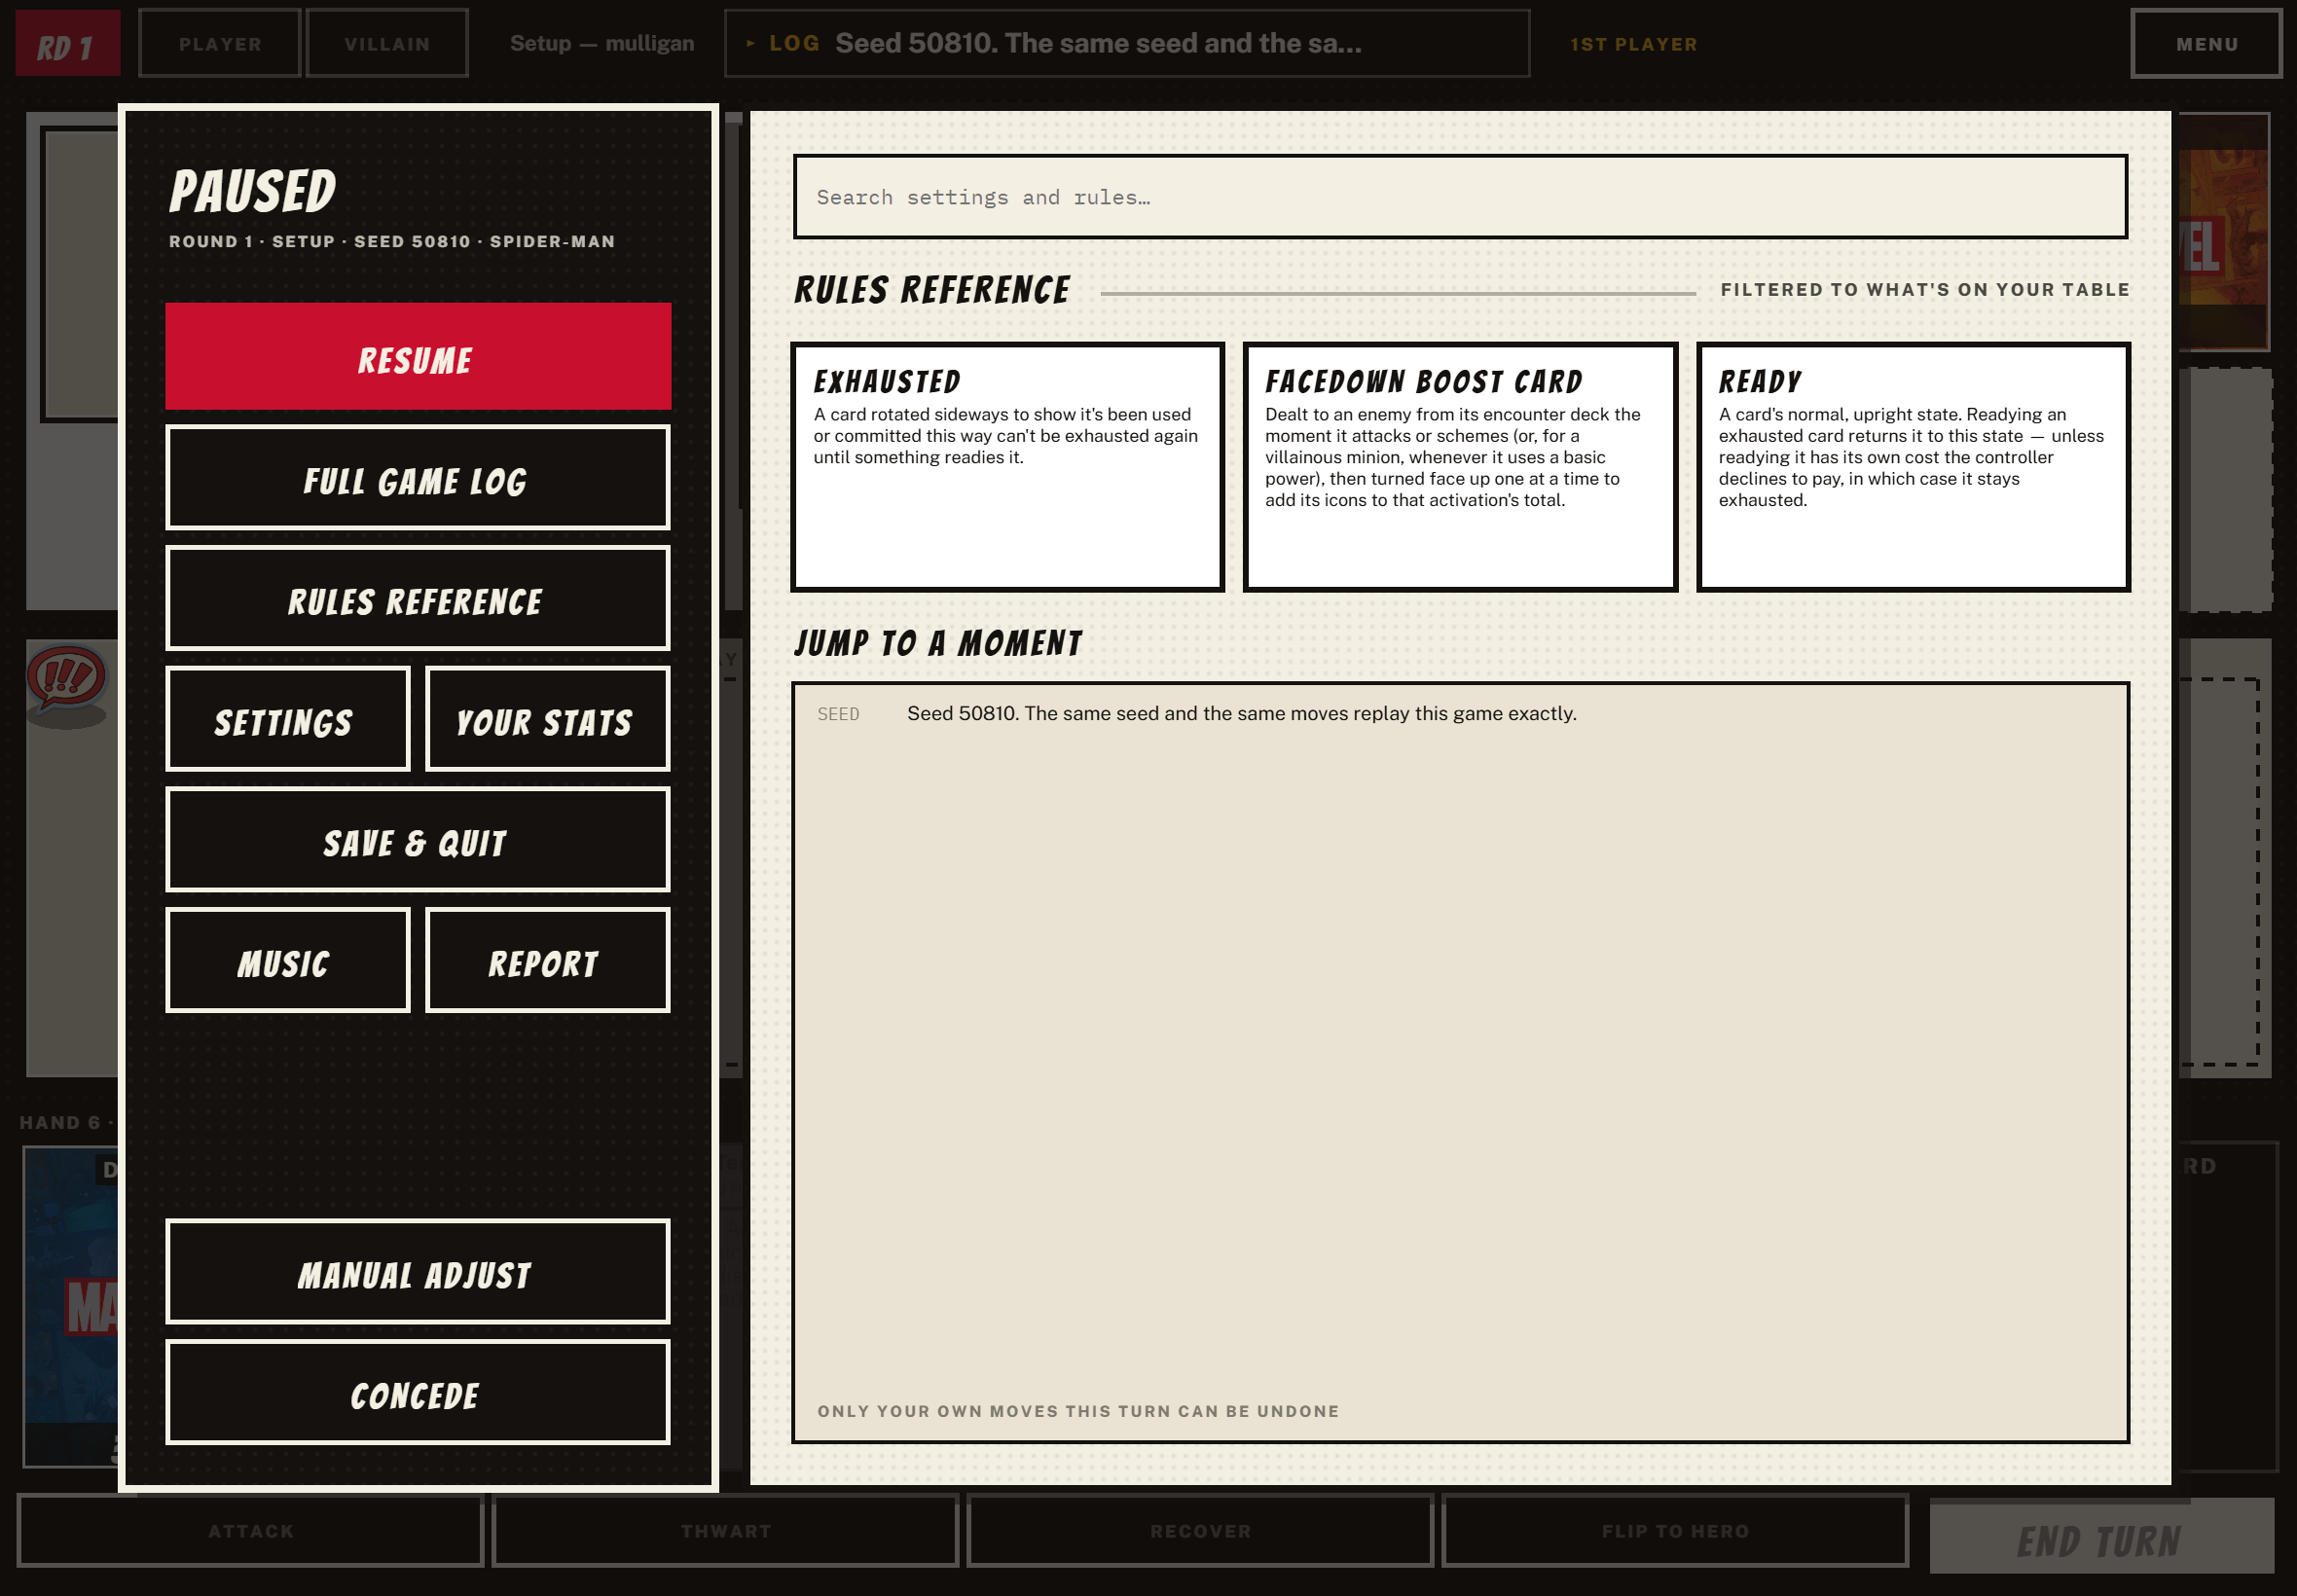 RD 1
PLAYER
VILLAIN
Setup — mulligan
▸ LOG Seed 50810. The same seed and the sa...
1ST PLAYER
MENU
PAUSED
ROUND 1 · SETUP · SEED 50810 · SPIDER-MAN
RESUME
FULL GAME LOG
RULES REFERENCE
SETTINGS
YOUR STATS
SAVE & QUIT
MUSIC
REPORT
MANUAL ADJUST
CONCEDE
Search settings and rules…
RULES REFERENCE
FILTERED TO WHAT'S ON YOUR TABLE
EXHAUSTED
A card rotated sideways to show it's been used
or committed this way can't be exhausted again
until something readies it.
FACEDOWN BOOST CARD
Dealt to an enemy from its encounter deck the
moment it attacks or schemes (or, for a
villainous minion, whenever it uses a basic
power), then turned face up one at a time to
add its icons to that activation's total.
READY
A card's normal, upright state. Readying an
exhausted card returns it to this state — unless
readying it has its own cost the controller
declines to pay, in which case it stays
exhausted.
JUMP TO A MOMENT
SEED Seed 50810. The same seed and the same moves replay this game exactly.
ONLY YOUR OWN MOVES THIS TURN CAN BE UNDONE
HAND 6 ·
ATTACK
THWART
RECOVER
FLIP TO HERO
END TURN